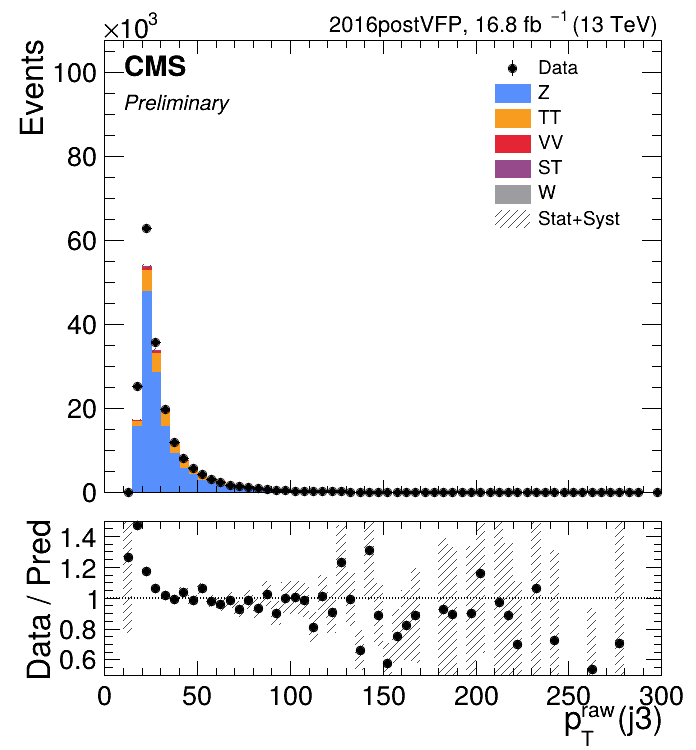 ×10³
2016postVFP, 16.8 fb⁻¹ (13 TeV)
CMS
Preliminary
Events
100
80
60
40
20
0
Data
Z
TT
VV
ST
W
Stat+Syst
Data / Pred
1.4
1.2
1
0.8
0.6
0 50 100 150 200 250 300
p_T^raw(j3)